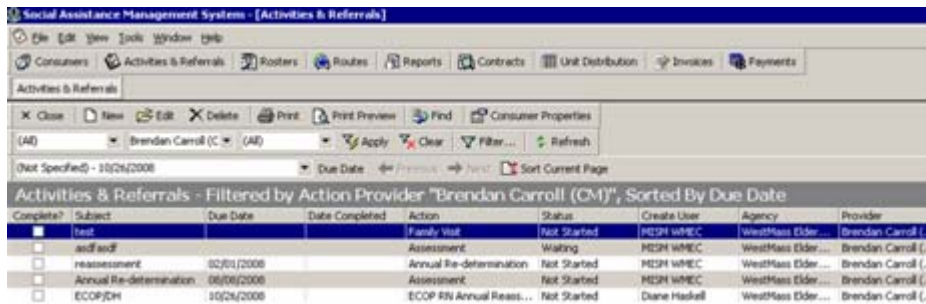 Social Assistance Management System - [Activities & Referrals]
File Edit View Tools Window Help
Consumers Activities & Referrals Rosters Routes Reports Contracts Unit Distribution Invoices Payments
Activities & Referrals
Close New Edit Delete Print Print Preview Find Consumer Properties
(All) Brendan Carroll (C (All) Apply Clear Filter... Refresh
(Not Specified) - 10/26/2008 Due Date Previous Next Sort Current Page
Activities & Referrals - Filtered by Action Provider "Brendan Carroll (CM)", Sorted By Due Date
Complete? Subject Due Date Date Completed Action Status Create User Agency Provider
test Family Visit Not Started MISM WMEC WestMass Elder... Brendan Carroll (...
asdfasdf Assessment Waiting MISM WMEC WestMass Elder... Brendan Carroll (...
reassessment 02/01/2008 Annual Re-determination Not Started MISM WMEC WestMass Elder... Brendan Carroll (...
Annual Re-determination 08/08/2008 Assessment Not Started MISM WMEC WestMass Elder... Brendan Carroll (...
ECOP/DH 10/26/2008 ECOP RN Annual Reass... Not Started Diane Haskell WestMass Elder... Brendan Carroll (...